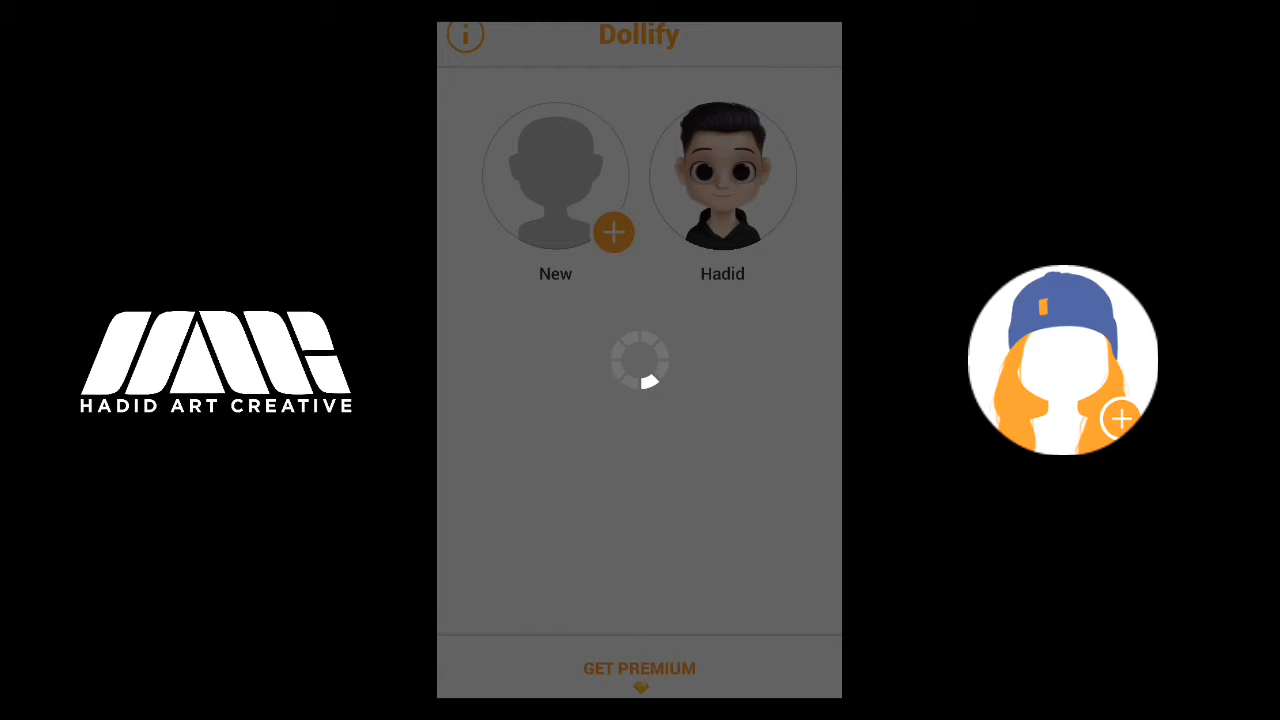 Dollify
New
Hadid
HADID ART CREATIVE
GET PREMIUM